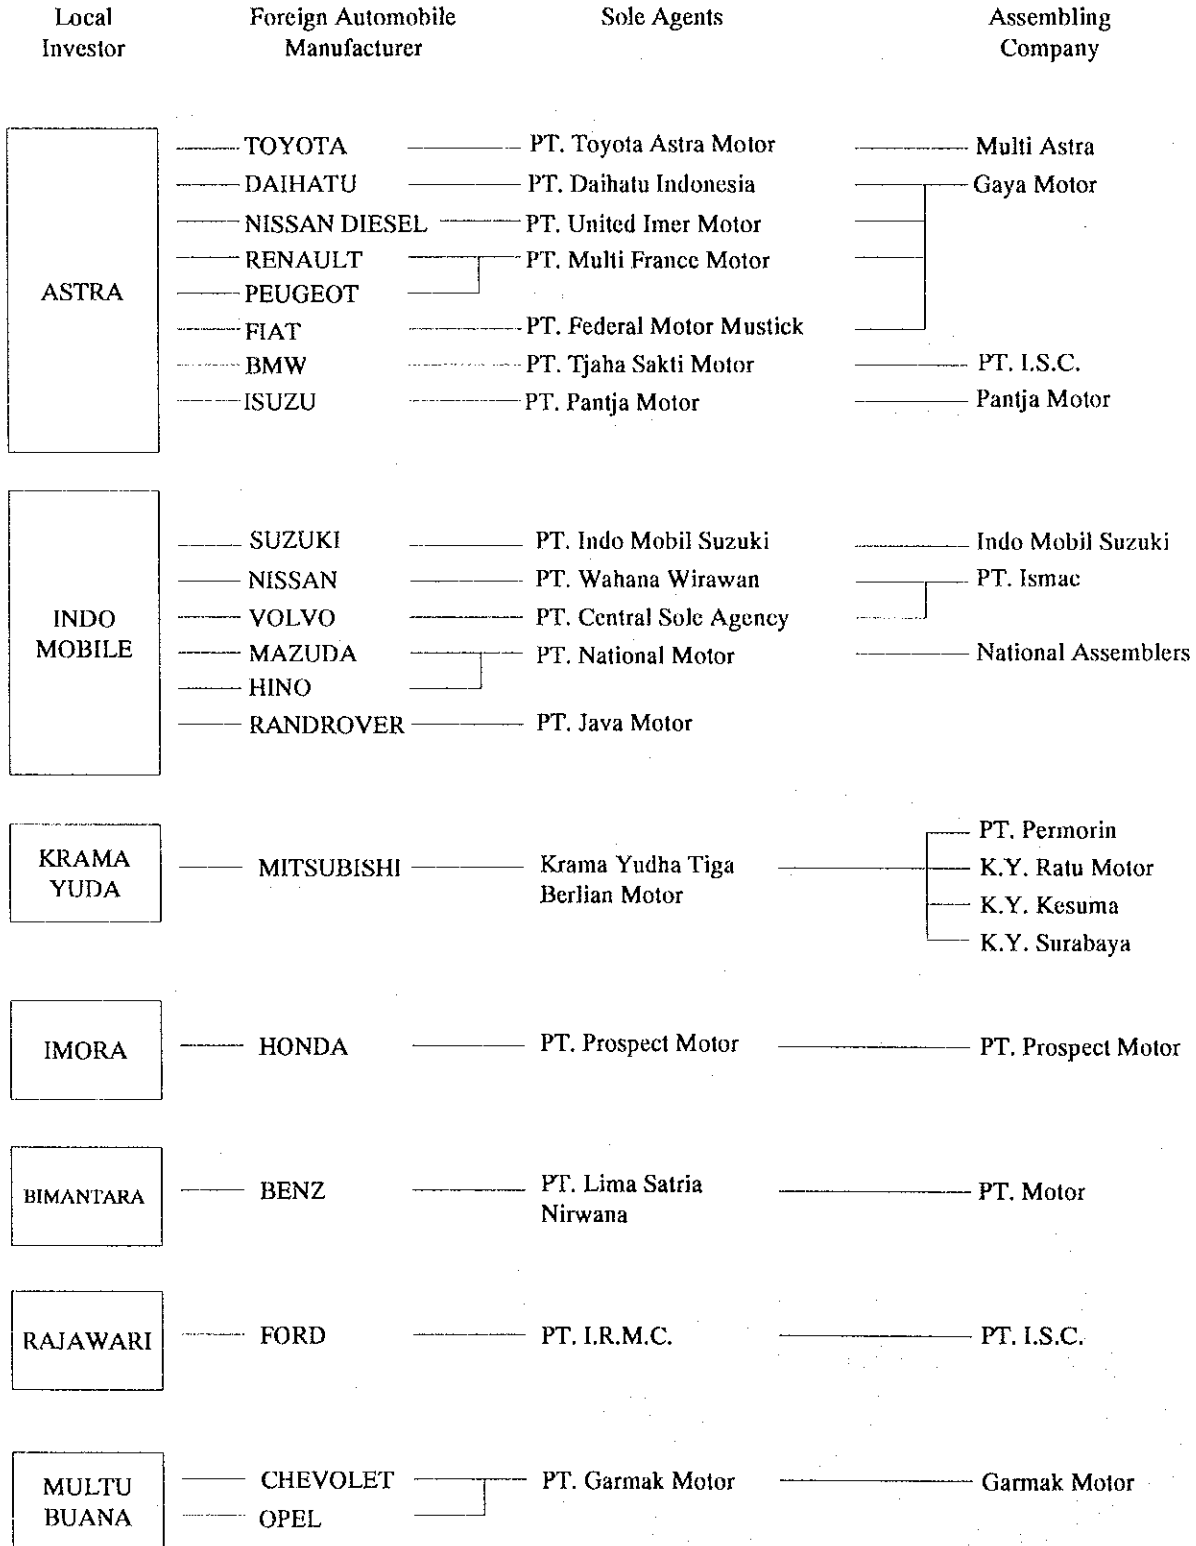 Local Investor
Foreign Automobile Manufacturer
Sole Agents
Assembling Company
ASTRA
TOYOTA PT. Toyota Astra Motor Multi Astra
DAIHATU PT. Daihatu Indonesia Gaya Motor
NISSAN DIESEL PT. United Imer Motor
RENAULT PT. Multi France Motor
PEUGEOT
FIAT PT. Federal Motor Mustick
BMW PT. Tjaha Sakti Motor PT. I.S.C.
ISUZU PT. Pantja Motor Pantja Motor
INDO
MOBILE
SUZUKI PT. Indo Mobil Suzuki Indo Mobil Suzuki
NISSAN PT. Wahana Wirawan PT. Ismac
VOLVO PT. Central Sole Agency
MAZUDA PT. National Motor National Assemblers
HINO
RANDROVER PT. Java Motor
KRAMA
YUDA
MITSUBISHI
Krama Yudha Tiga
Berlian Motor
PT. Permorin
K.Y. Ratu Motor
K.Y. Kesuma
K.Y. Surabaya
IMORA HONDA PT. Prospect Motor PT. Prospect Motor
BIMANTARA BENZ
PT. Lima Satria
Nirwana
PT. Motor
RAJAWARI FORD PT. I.R.M.C. PT. I.S.C.
MULTU
BUANA
CHEVOLET PT. Garmak Motor Garmak Motor
OPEL